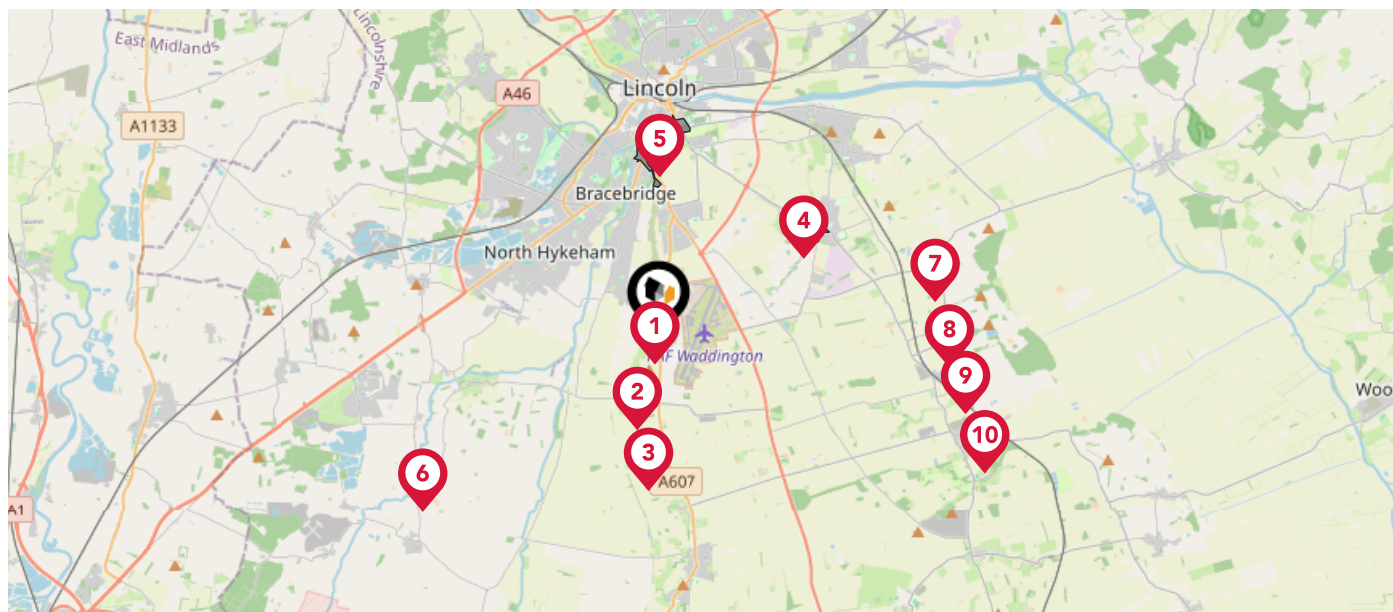 East Midlands
Lincolnshire
A46
Lincoln
A1133
5
Bracebridge
4
North Hykeham
7
1
8
RAF Waddington
9
2
Woo
10
3
6
A607
A1